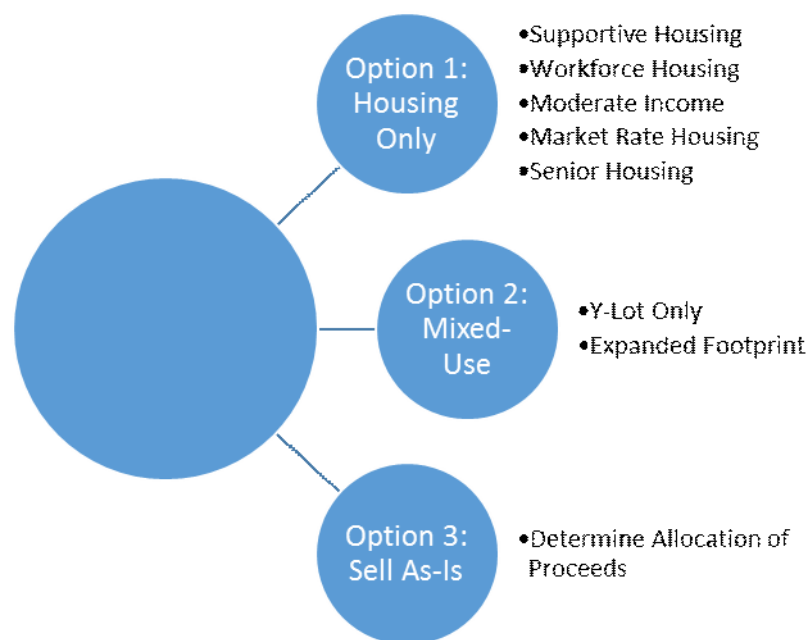 Option 1:
Housing
Only
•Supportive Housing
•Workforce Housing
•Moderate Income
•Market Rate Housing
•Senior Housing
Option 2:
Mixed-
Use
•Y-Lot Only
•Expanded Footprint
Option 3:
Sell As-Is
•Determine Allocation of
Proceeds